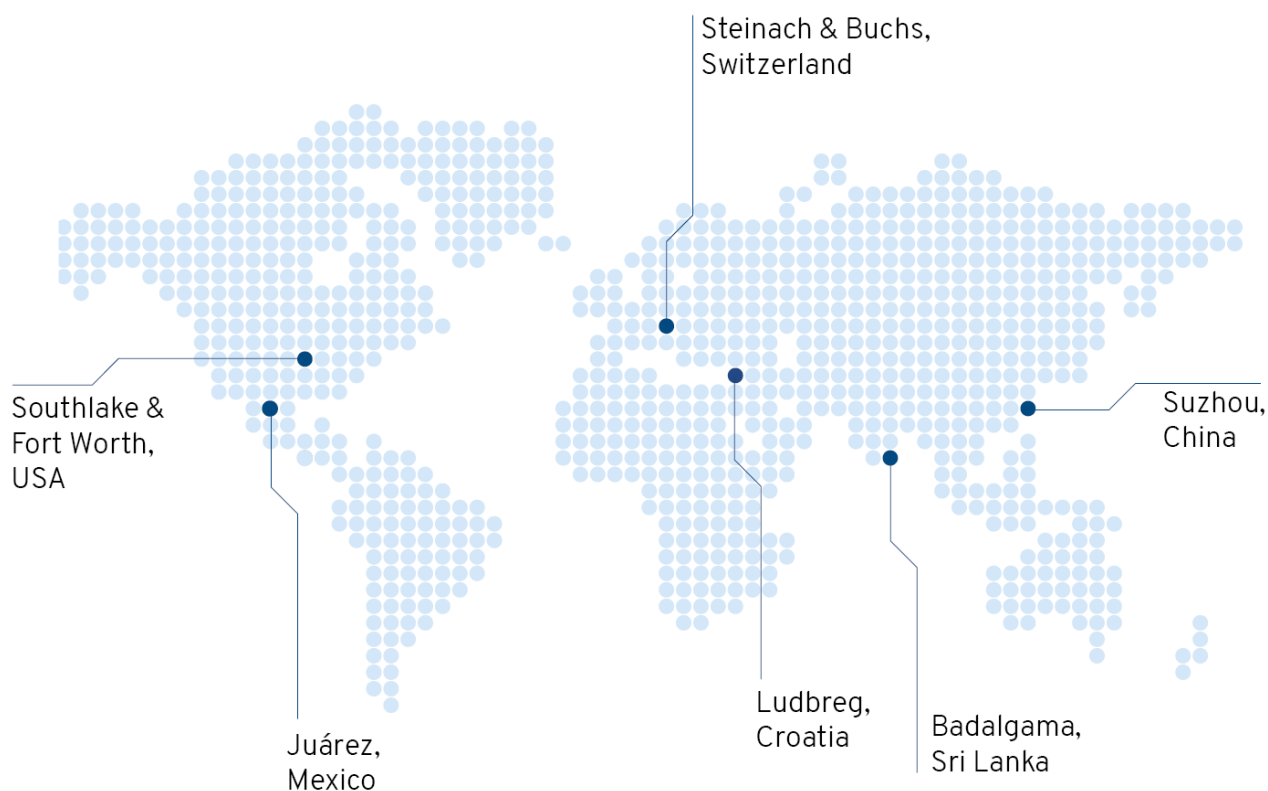 Steinach & Buchs,
Switzerland
Southlake &
Fort Worth,
USA
Suzhou,
China
Juárez,
Mexico
Ludbreg,
Croatia
Badalgama,
Sri Lanka